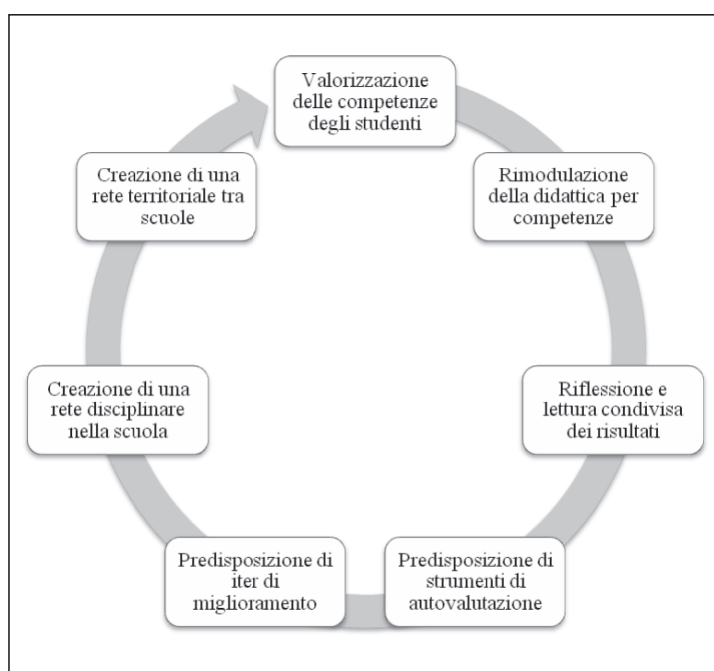 Valorizzazione
delle competenze
degli studenti
Rimodulazione
della didattica per
competenze
Riflessione e
lettura condivisa
dei risultati
Predisposizione di
strumenti di
autovalutazione
Predisposizione di
iter di
miglioramento
Creazione di una
rete disciplinare
nella scuola
Creazione di una
rete territoriale tra
scuole